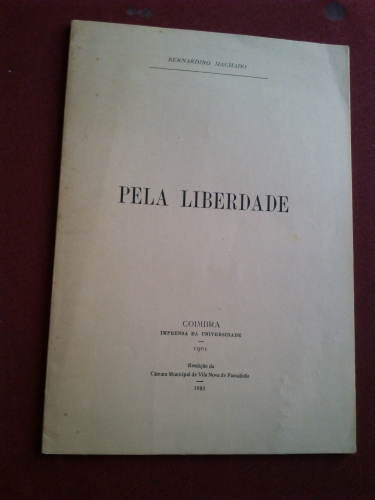 BERNARDINO MACHADO
PELA LIBERDADE
COIMBRA
IMPRENSA DA UNIVERSIDADE
1901
Reedição da
Câmara Municipal de Vila Nova de Famalicão
1983